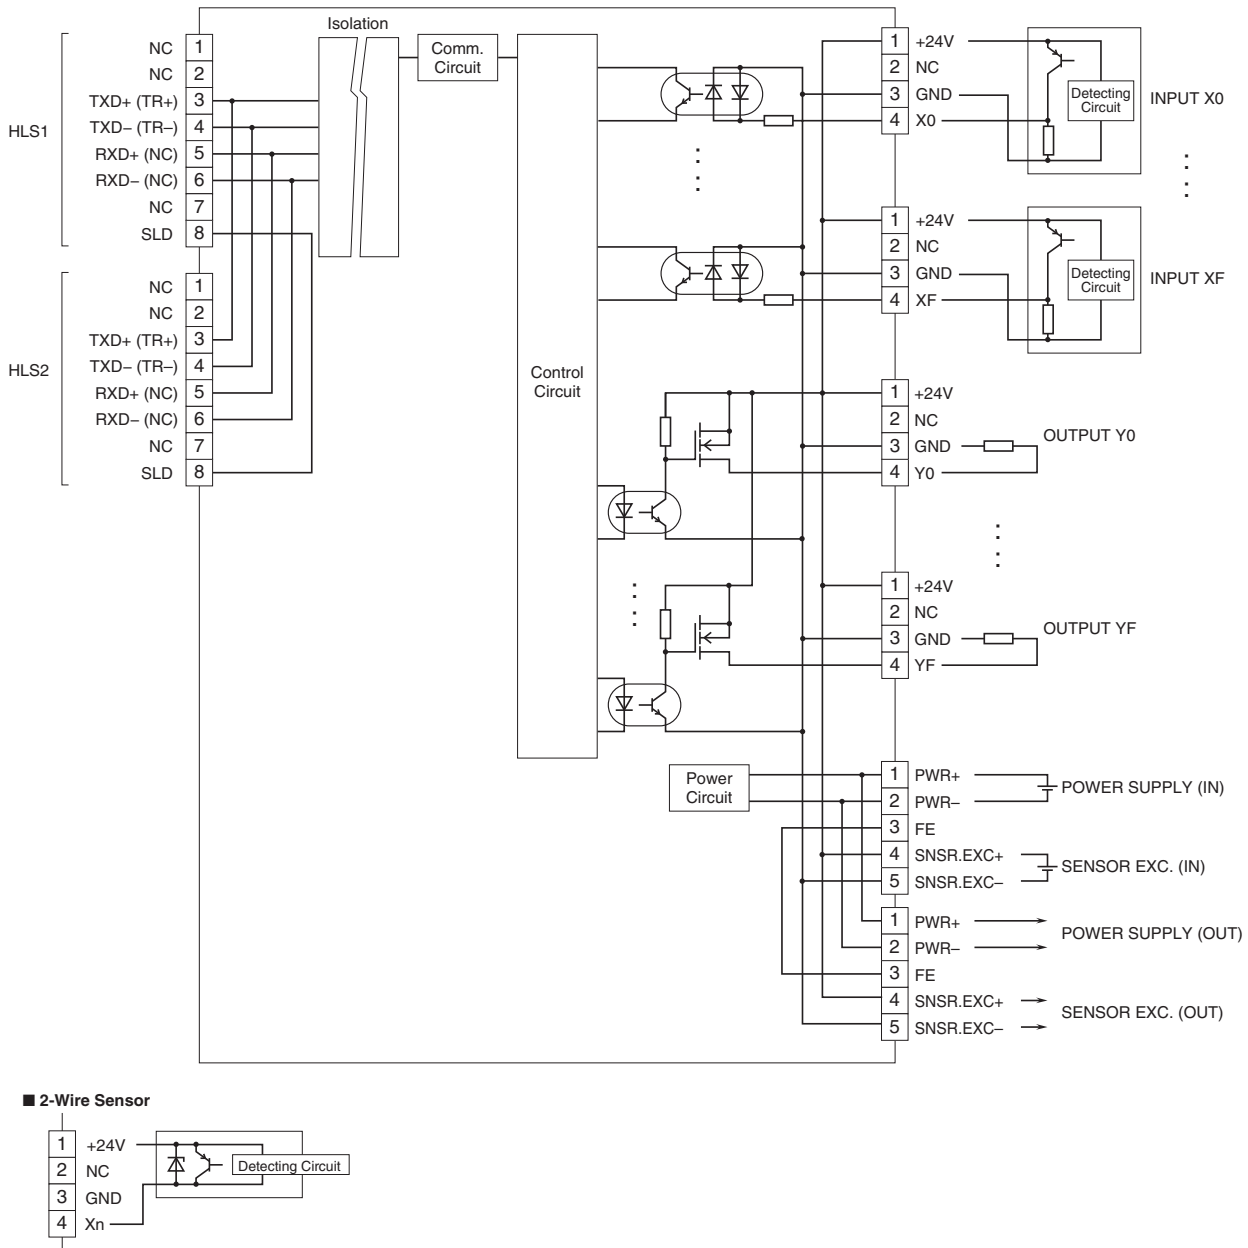 Isolation
Comm.
Circuit
HLS1
NC 1
NC 2
TXD+ (TR+) 3
TXD− (TR−) 4
RXD+ (NC) 5
RXD− (NC) 6
NC 7
SLD 8
HLS2
NC 1
NC 2
TXD+ (TR+) 3
TXD− (TR−) 4
RXD+ (NC) 5
RXD− (NC) 6
NC 7
SLD 8
Control
Circuit
1 +24V
2 NC
3 GND
4 X0
Detecting
Circuit
INPUT X0
1 +24V
2 NC
3 GND
4 XF
Detecting
Circuit
INPUT XF
1 +24V
2 NC
3 GND
4 Y0
OUTPUT Y0
1 +24V
2 NC
3 GND
4 YF
OUTPUT YF
Power
Circuit
1 PWR+
2 PWR−
3 FE
4 SNSR.EXC+
5 SNSR.EXC−
POWER SUPPLY (IN)
SENSOR EXC. (IN)
1 PWR+
2 PWR−
3 FE
4 SNSR.EXC+
5 SNSR.EXC−
POWER SUPPLY (OUT)
SENSOR EXC. (OUT)
■ 2-Wire Sensor
1 +24V
2 NC
3 GND
4 Xn
Detecting Circuit